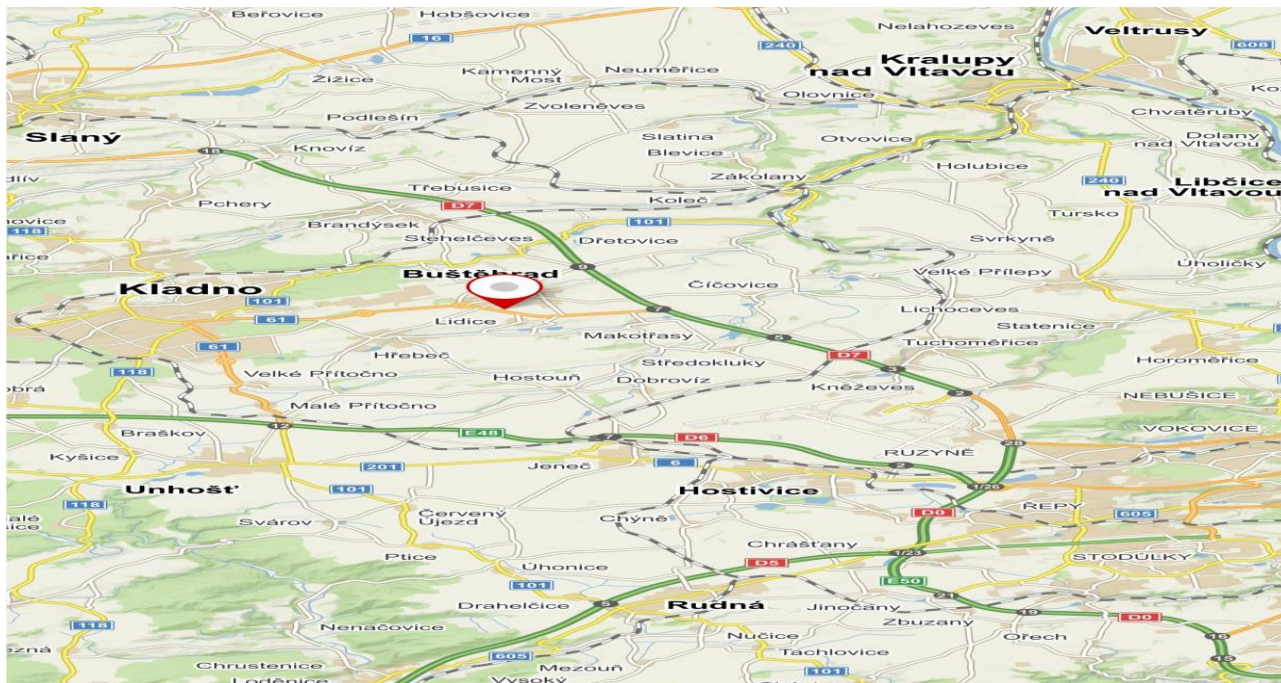 Beřovice
Hobšovice
Nelahozeves
Veltrusy
16
240
608
Žižice
Kamenný
Most
Neuměřice
Kralupy
nad Vltavou
Olovnice
Zvoleněves
Chvatěruby
Podlešín
Slaný
Slatina
Otvovice
Dolany
nad Vltavou
Knovíz
Blevice
Holubice
18
Zákolany
240
Libčice
nad Vltavou
Třebusice
Pchery
D7
Koleč
Tursko
Brandýsek
101
118
Stehelčeves
Dřetovice
Svrkyně
Úholičky
Buštěhrad
9
Velké Přílepy
Kladno
101
Číčovice
61
Lidice
7
Lichoceves
Makotřasy
5
Statenice
61
Hřebeč
D7
Tuchoměřice
Středokluky
Horoměřice
118
Velké Přítočno
Hostouň
Dobrovíz
3
Kněževes
2
NEBUŠICE
Malé Přítočno
12
Braškov
E48
7
D6
28
VOKOVICE
RUZYNĚ
Kyšice
201
Jeneč
6
2
Unhošť
101
Hostivice
1/26
118
Červený
Újezd
Chýně
D0
ŘEPY
605
Svárov
Chrášťany
1/23
Ptice
Úhonice
D5
STODŮLKY
101
E50
21
Drahelčice
5
Rudná
Jinočany
19
D0
118
Nenačovice
Zbuzany
Ořech
16
Nučice
605
Tachlovice
15
Chrustenice
Mezouň
101
Loděnice
Vysoký